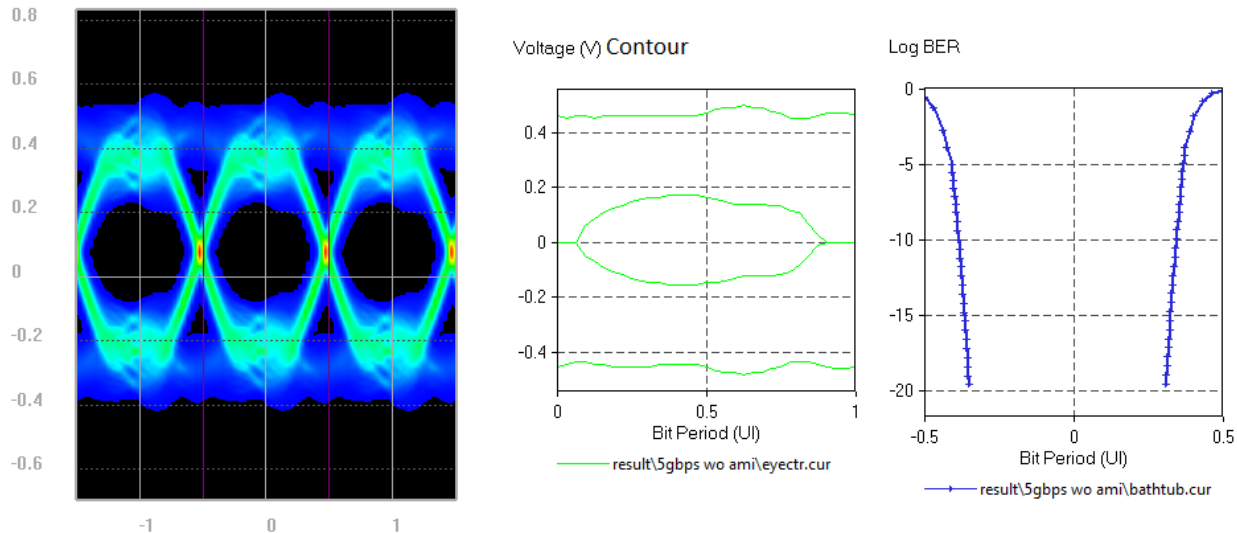 0.8
0.6
0.4
0.2
0
-0.2
-0.4
-0.6
-1 0 1
Voltage (V) Contour
0.4
0.2
0
-0.2
-0.4
0 0.5 1
Bit Period (UI)
result\5gbps wo ami\eyectr.cur
Log BER
0
-5
-10
-15
-20
-0.5 0 0.5
Bit Period (UI)
result\5gbps wo ami\bathtub.cur